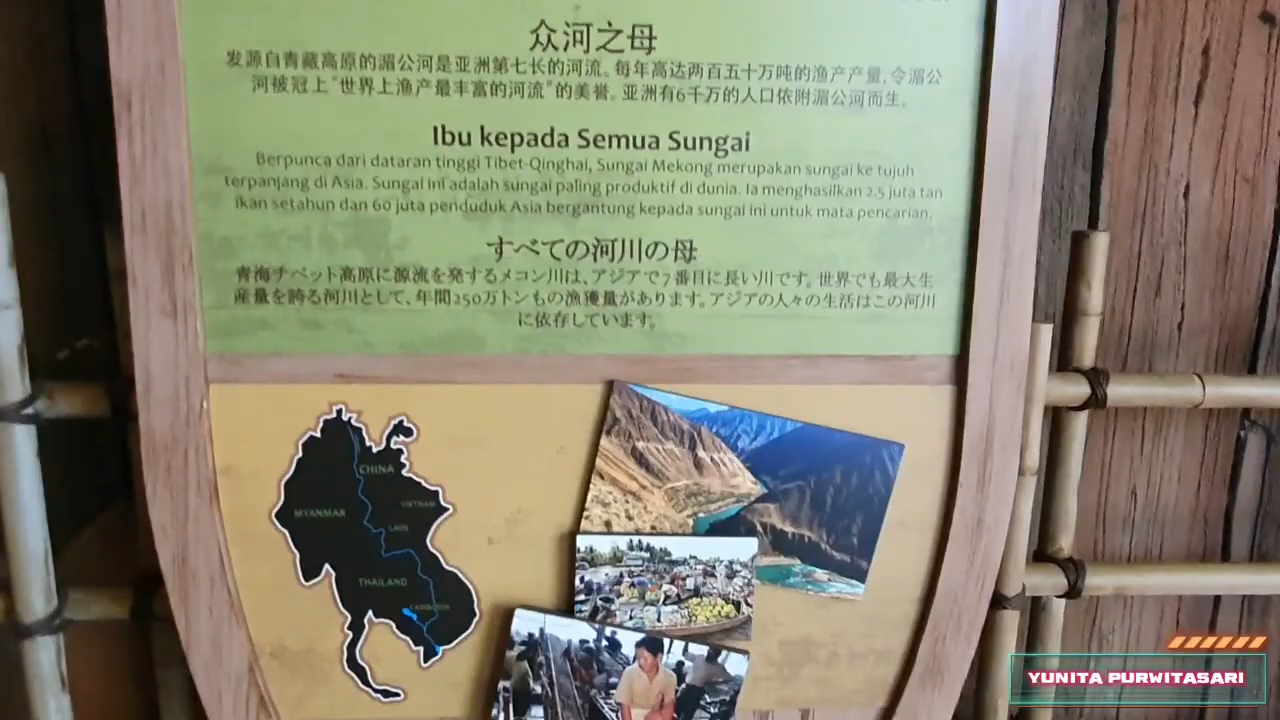 众河之母
发源自青藏高原的湄公河是亚洲第七长的河流。每年高达两百五十万吨的渔产产量,令湄公
河被冠上“世界上渔产最丰富的河流”的美誉。亚洲有6千万的人口依附湄公河而生。
Ibu kepada Semua Sungai
Berpunca dari dataran tinggi Tibet-Qinghai, Sungai Mekong merupakan sungai ke tujuh
terpanjang di Asia. Sungai ini adalah sungai paling produktif di dunia. Ia menghasilkan 2.5 juta tan
ikan setahun dan 60 juta penduduk Asia bergantung kepada sungai ini untuk mata pencarian.
すべての河川の母
青海チベット高原に源流を発するメコン川は、アジアで7番目に長い川です。世界でも最大生
産量を誇る河川として、年間250万トンもの漁獲量があります。アジアの人々の生活はこの河川
に依存しています。
CHINA
VIETNAM
MYANMAR
LAOS
THAILAND
CAMBODIA
YUNITA PURWITASARI